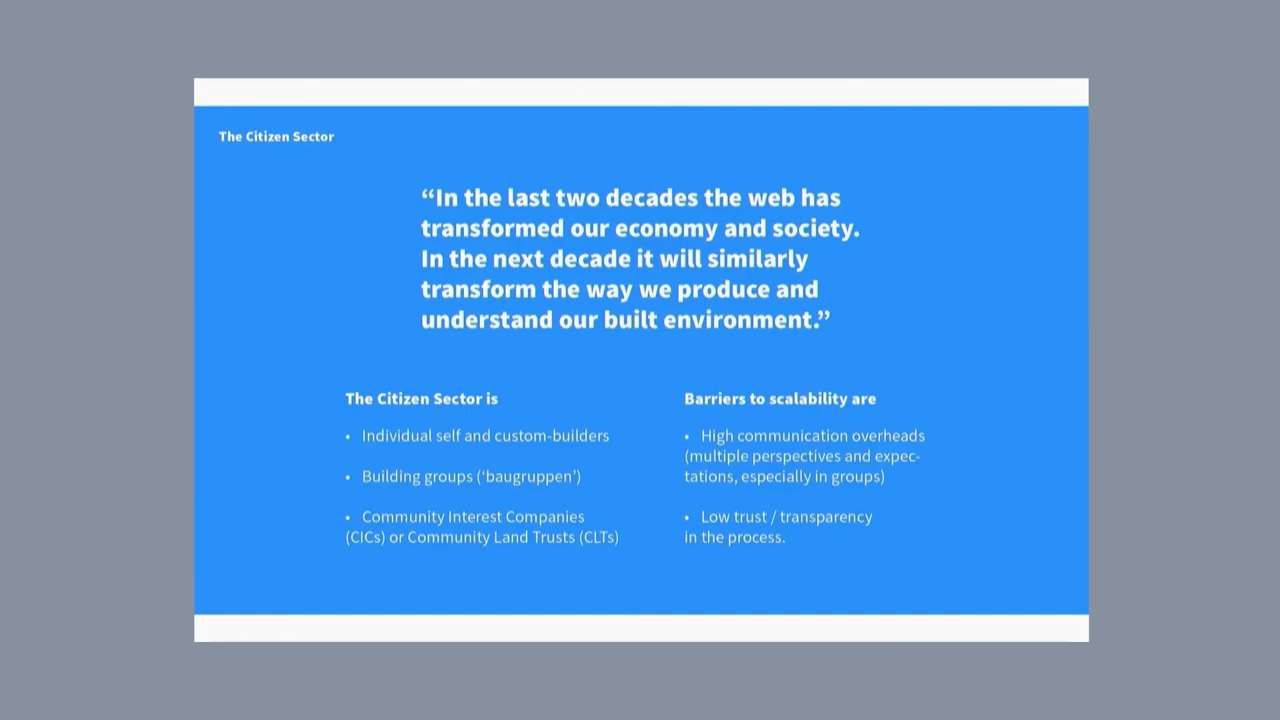 The Citizen Sector
“In the last two decades the web has
transformed our economy and society.
In the next decade it will similarly
transform the way we produce and
understand our built environment.”
The Citizen Sector is
• Individual self and custom-builders
• Building groups (‘baugruppen’)
• Community Interest Companies
(CICs) or Community Land Trusts (CLTs)
Barriers to scalability are
• High communication overheads
(multiple perspectives and expec-
tations, especially in groups)
• Low trust / transparency
in the process.